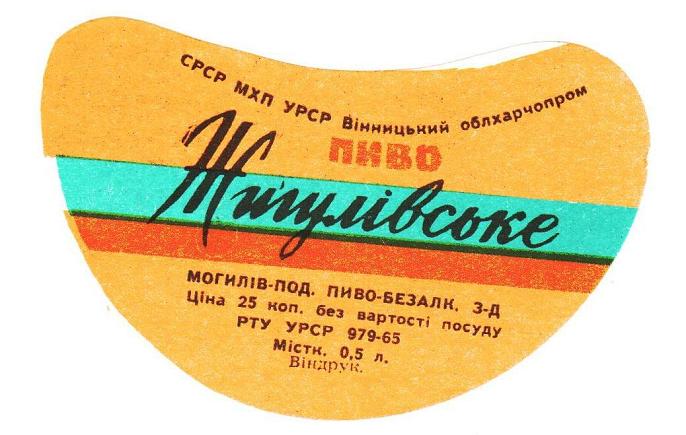 СРСР МХП УРСР Вінницький облхарчопром
ПИВО
Жигулівське
МОГИЛІВ-ПОД. ПИВО-БЕЗАЛК. З-Д
Ціна 25 коп. без вартості посуду
РТУ УРСР 979-65
Містк. 0,5 л.
Віндрук.